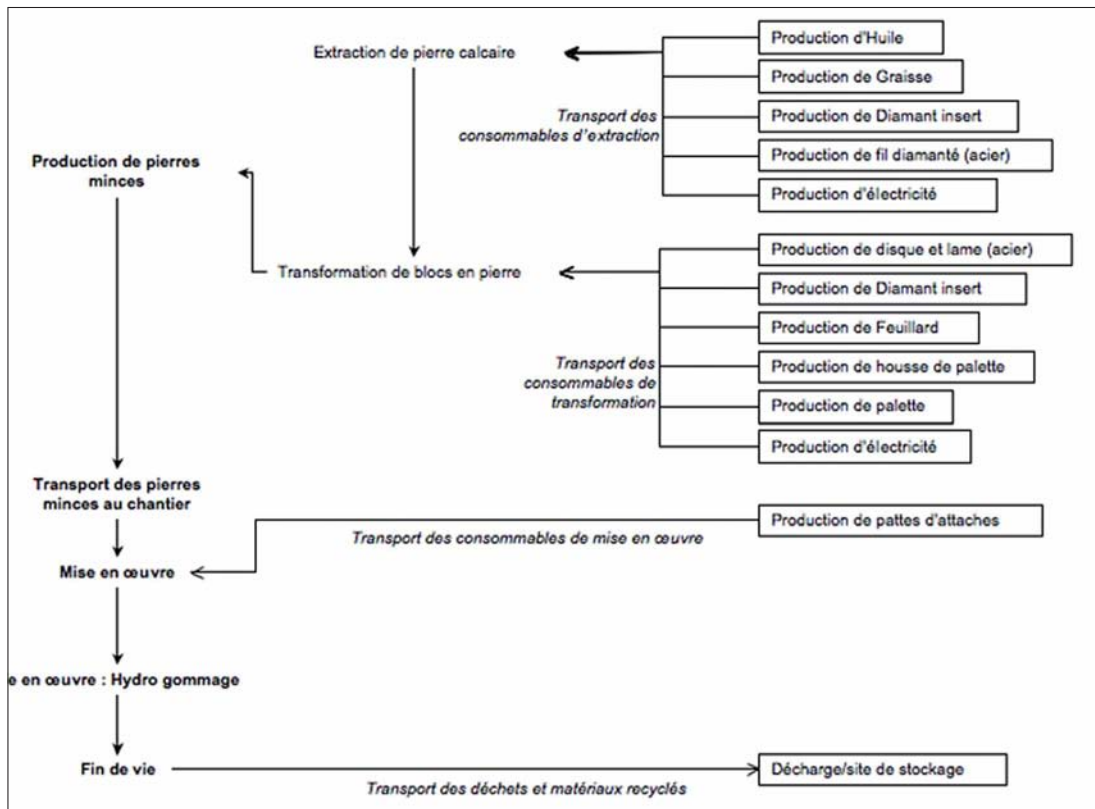 Production d'Huile
Extraction de pierre calcaire
Production de Graisse
Transport des
consommables d'extraction
Production de Diamant insert
Production de fil diamanté (acier)
Production de pierres
minces
Production d'électricité
Production de disque et lame (acier)
Transformation de blocs en pierre
Production de Diamant insert
Production de Feuillard
Transport des
consommables de
transformation
Production de housse de palette
Production de palette
Production d'électricité
Transport des pierres
minces au chantier
Production de pattes d'attaches
Transport des consommables de mise en œuvre
Mise en œuvre
e en œuvre : Hydro gommage
Fin de vie
Décharge/site de stockage
Transport des déchets et matériaux recyclés